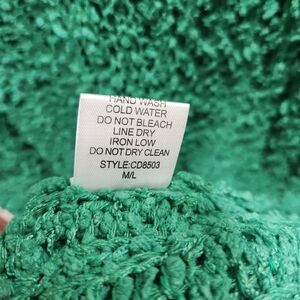 HAND WASH
COLD WATER
DO NOT BLEACH
LINE DRY
IRON LOW
DO NOT DRY CLEAN
STYLE:CD8503
M/L